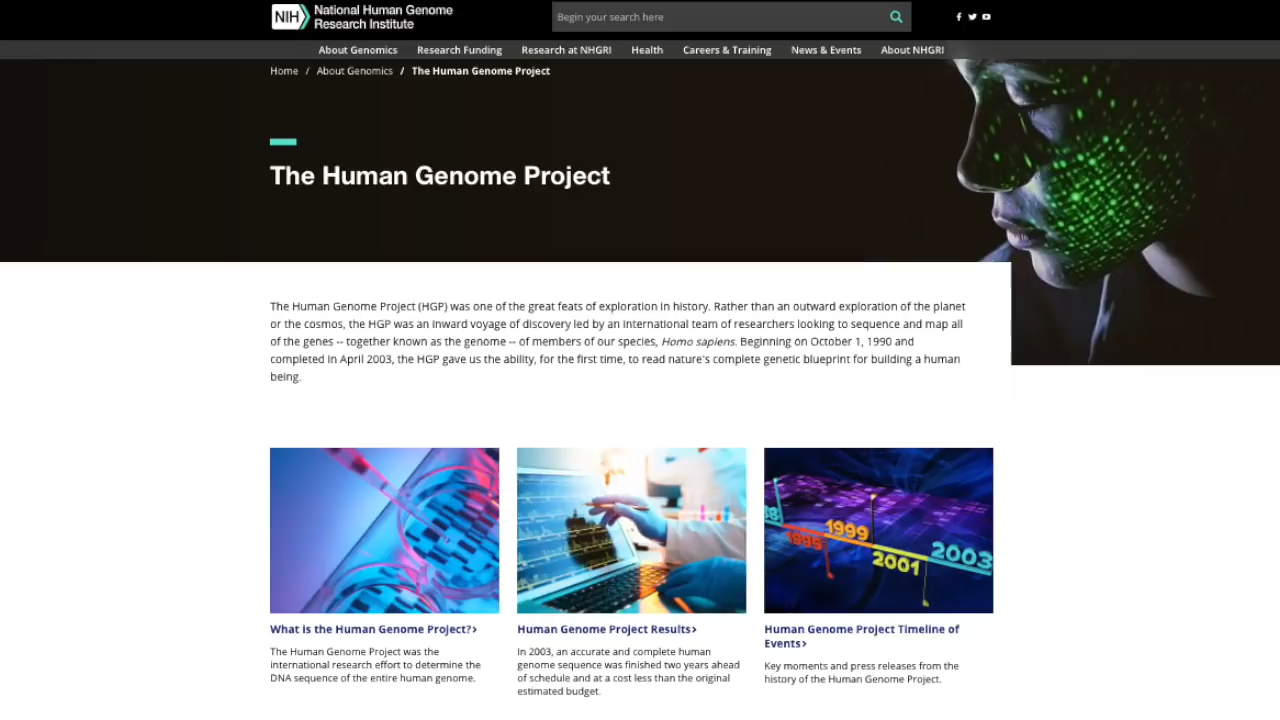 NIH National Human Genome
Research Institute
Begin your search here
About Genomics Research Funding Research at NHGRI Health Careers & Training News & Events About NHGRI
Home / About Genomics / The Human Genome Project
The Human Genome Project
The Human Genome Project (HGP) was one of the great feats of exploration in history. Rather than an outward exploration of the planet
or the cosmos, the HGP was an inward voyage of discovery led by an international team of researchers looking to sequence and map all
of the genes -- together known as the genome -- of members of our species, Homo sapiens. Beginning on October 1, 1990 and
completed in April 2003, the HGP gave us the ability, for the first time, to read nature's complete genetic blueprint for building a human
being.
1995
1999
2001
2003
What is the Human Genome Project?›
The Human Genome Project was the
international research effort to determine the
DNA sequence of the entire human genome.
Human Genome Project Results›
In 2003, an accurate and complete human
genome sequence was finished two years ahead
of schedule and at a cost less than the original
estimated budget.
Human Genome Project Timeline of
Events›
Key moments and press releases from the
history of the Human Genome Project.